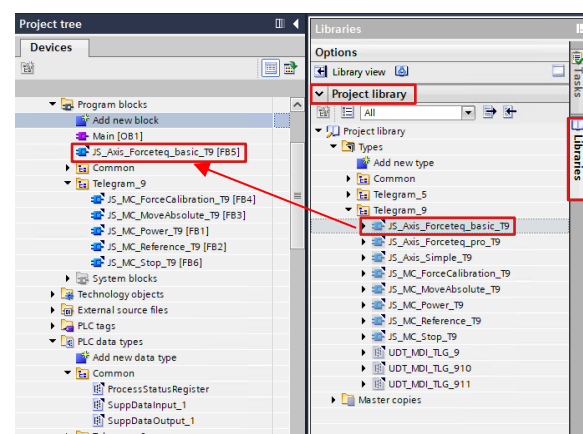 Project tree
Devices
Program blocks
Add new block
Main [OB1]
JS_Axis_Forceteq_basic_T9 [FB5]
Common
Telegram_9
JS_MC_ForceCalibration_T9 [FB4]
JS_MC_MoveAbsolute_T9 [FB3]
JS_MC_Power_T9 [FB1]
JS_MC_Reference_T9 [FB2]
JS_MC_Stop_T9 [FB6]
System blocks
Technology objects
External source files
PLC tags
PLC data types
Add new data type
Common
ProcessStatusRegister
SuppDataInput_1
SuppDataOutput_1
Libraries
Options
Library view
Project library
All
Project library
Types
Add new type
Common
Telegram_5
Telegram_9
JS_Axis_Forceteq_basic_T9
JS_Axis_Forceteq_pro_T9
JS_Axis_Simple_T9
JS_MC_ForceCalibration_T9
JS_MC_MoveAbsolute_T9
JS_MC_Power_T9
JS_MC_Reference_T9
JS_MC_Stop_T9
UDT_MDI_TLG_9
UDT_MDI_TLG_910
UDT_MDI_TLG_911
Master copies
Tasks
Libraries